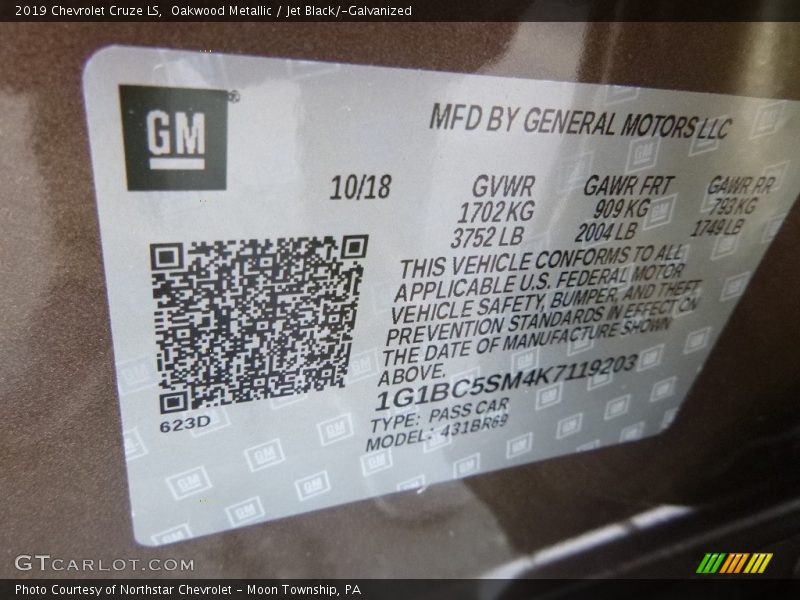 2019 Chevrolet Cruze LS, Oakwood Metallic / Jet Black/-Galvanized
GM®
MFD BY GENERAL MOTORS LLC
10/18 GVWR GAWR FRT GAWR RR
1702 KG 909 KG 793 KG
3752 LB 2004 LB 1749 LB
THIS VEHICLE CONFORMS TO ALL
APPLICABLE U.S. FEDERAL MOTOR
VEHICLE SAFETY, BUMPER, AND THEFT
PREVENTION STANDARDS IN EFFECT ON
THE DATE OF MANUFACTURE SHOWN
ABOVE.
1G1BC5SM4K7119203
TYPE: PASS CAR
MODEL: 431BR69
623D
GTCARLOT.COM
Photo Courtesy of Northstar Chevrolet - Moon Township, PA